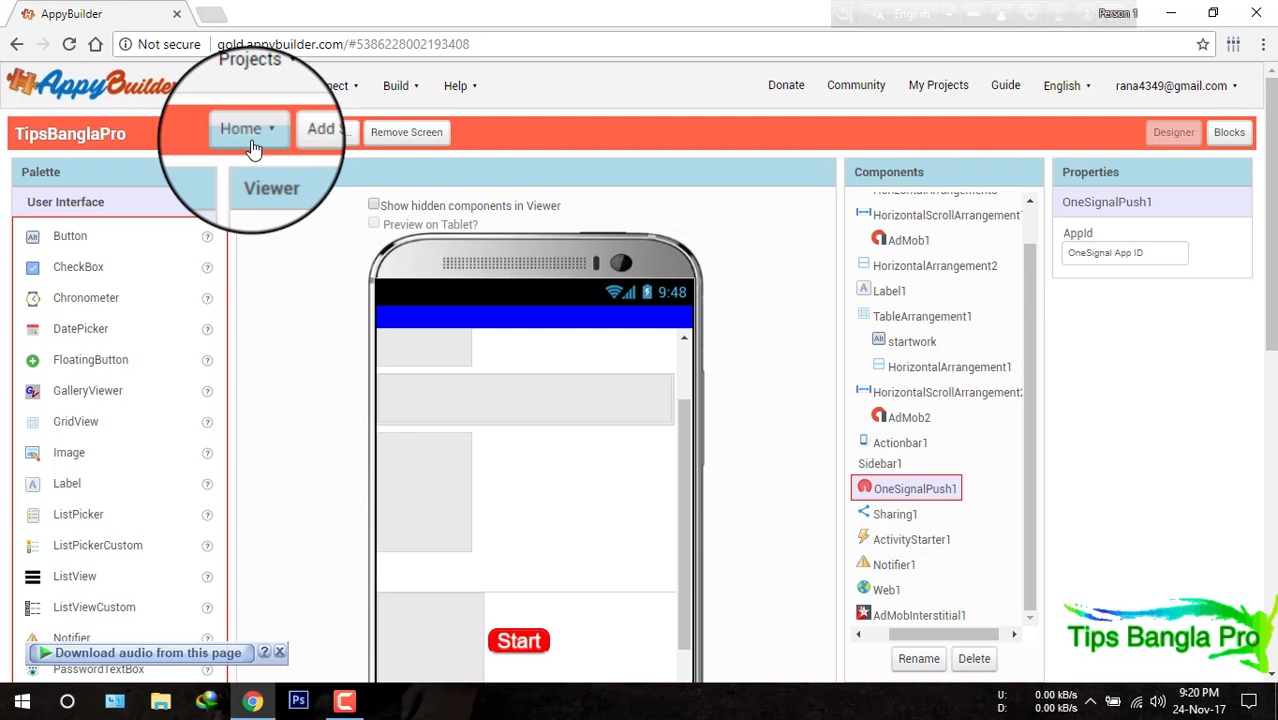 AppyBuilder
English
Person 1
Not secure
gold.appybuilder.com/#5386228002193408
Projects
AppyBuilder
Build
Help
Donate
Community
My Projects
Guide
English
rana4349@gmail.com
TipsBanglaPro
Home
Add S
Remove Screen
Designer
Blocks
Palette
Viewer
Components
Properties
User Interface
Button
CheckBox
Chronometer
DatePicker
FloatingButton
GalleryViewer
GridView
Image
Label
ListPicker
ListPickerCustom
ListView
ListViewCustom
Notifier
PasswordTextBox
Download audio from this page
Show hidden components in Viewer
Preview on Tablet?
9:48
Start
HorizontalScrollArrangement
AdMob1
HorizontalArrangement2
Label1
TableArrangement1
startwork
HorizontalArrangement1
HorizontalScrollArrangement
AdMob2
Actionbar1
Sidebar1
OneSignalPush1
Sharing1
ActivityStarter1
Notifier1
Web1
AdMobInterstitial1
Rename
Delete
OneSignalPush1
AppId
OneSignal App ID
Tips Bangla Pro
U: 0.00 kB/s
D: 0.00 kB/s
9:20 PM
24-Nov-17